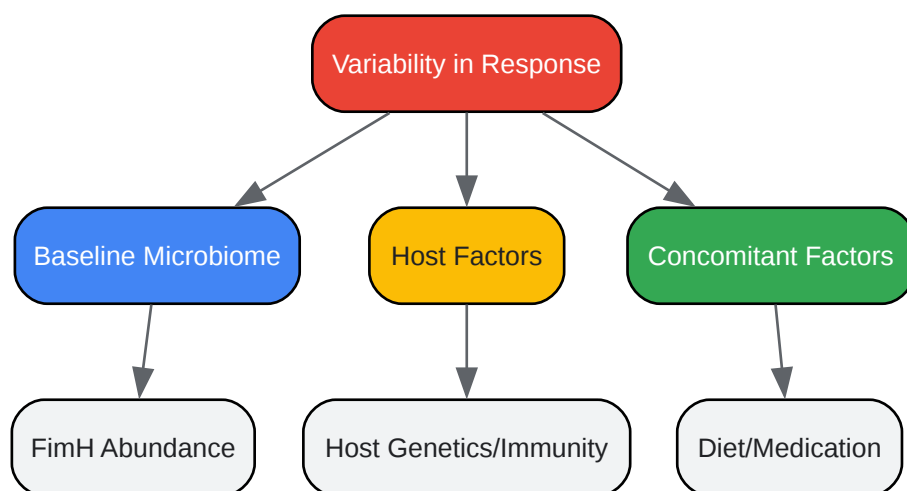 Variability in Response
Baseline Microbiome
Host Factors
Concomitant Factors
FimH Abundance
Host Genetics/Immunity
Diet/Medication